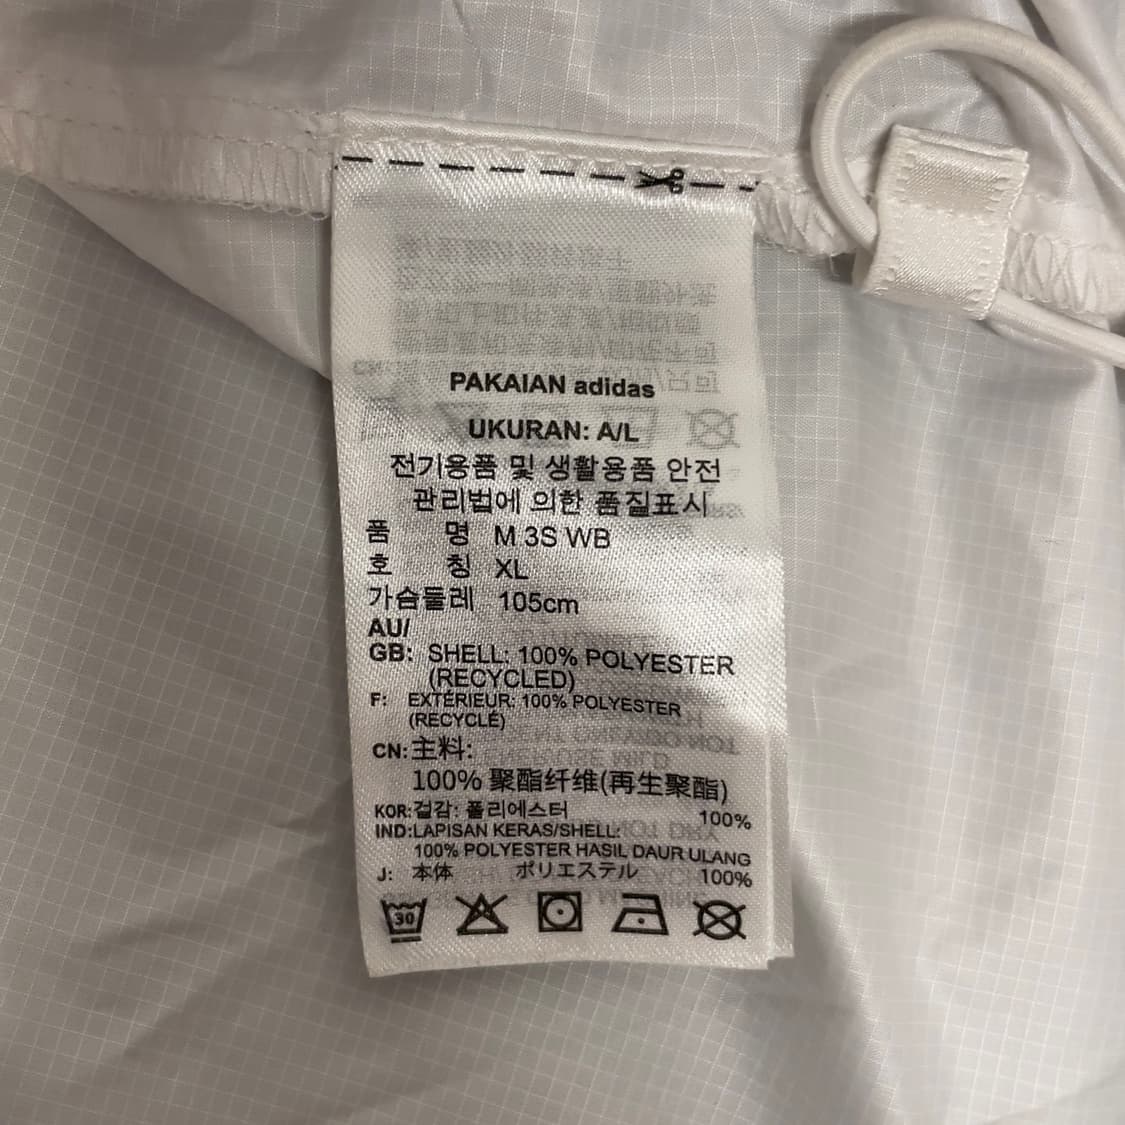 PAKAIAN adidas
UKURAN: A/L
전기용품 및 생활용품 안전
관리법에 의한 품질표시
품 명 M 3S WB
호 칭 XL
가슴둘레 105cm
AU/
GB: SHELL: 100% POLYESTER
(RECYCLED)
F: EXTÉRIEUR: 100% POLYESTER
(RECYCLÉ)
CN: 主料:
100% 聚酯纤维(再生聚酯)
KOR: 겉감: 폴리에스터 100%
IND: LAPISAN KERAS/SHELL:
100% POLYESTER HASIL DAUR ULANG
J: 本体 ポリエステル 100%
30